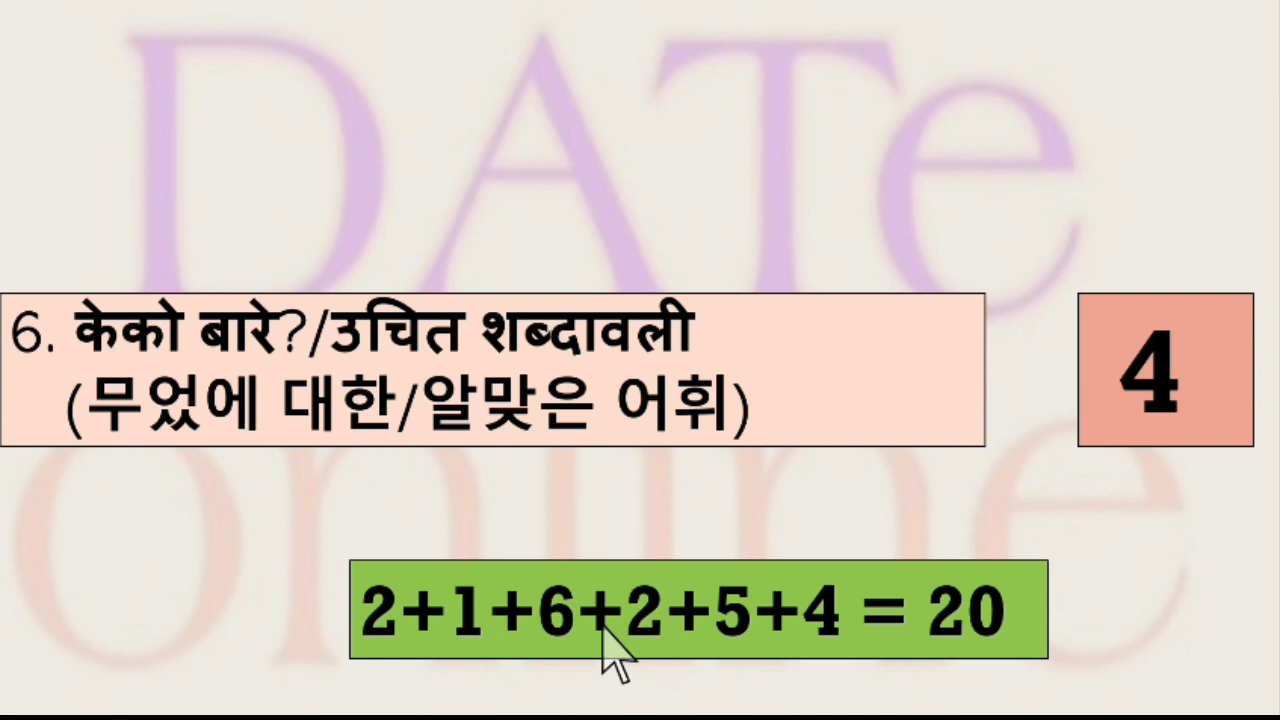 DATe
6. केको बारे?/उचित शब्दावली
(무었에 대한/알맞은 어휘)
4
online
2+1+6+2+5+4 = 20